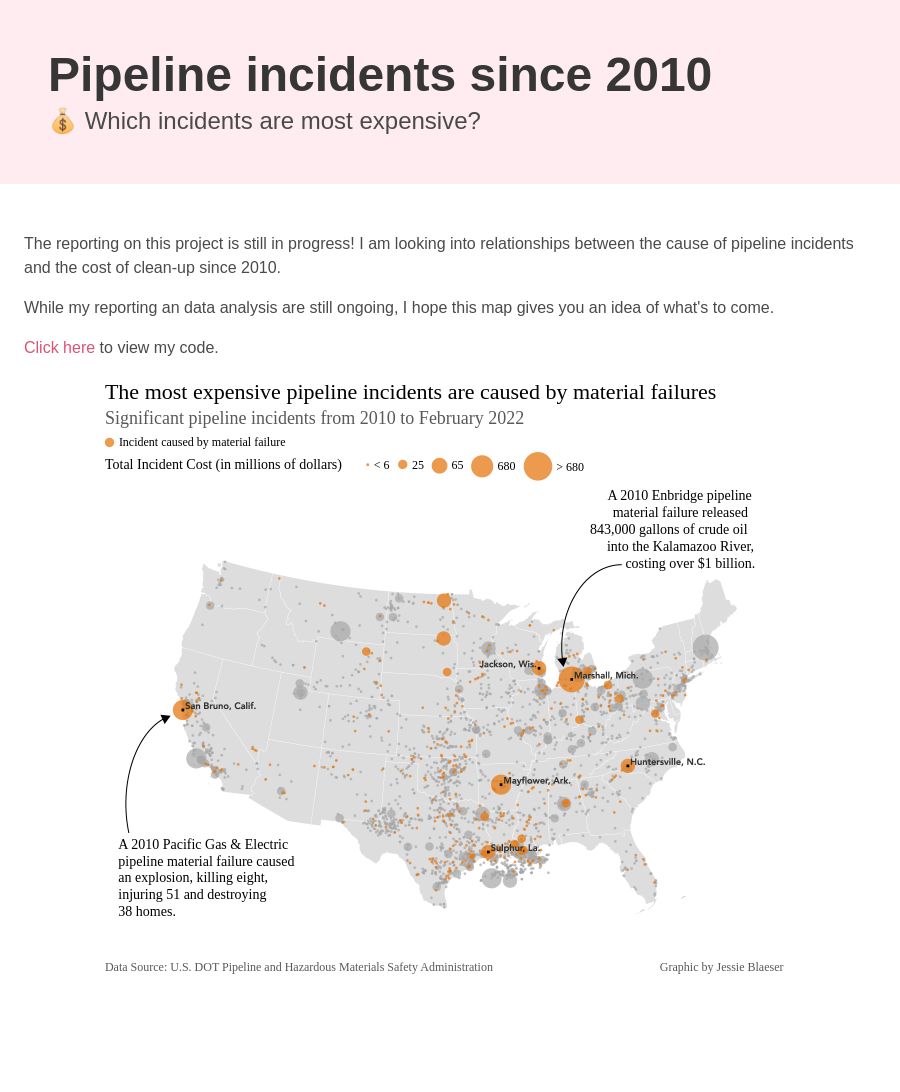 Pipeline incidents since 2010
💰 Which incidents are most expensive?
The reporting on this project is still in progress! I am looking into relationships between the cause of pipeline incidents
and the cost of clean-up since 2010.
While my reporting an data analysis are still ongoing, I hope this map gives you an idea of what's to come.
Click here to view my code.
The most expensive pipeline incidents are caused by material failures
Significant pipeline incidents from 2010 to February 2022
Incident caused by material failure
Total Incident Cost (in millions of dollars) < 6 25 65 680 > 680
A 2010 Enbridge pipeline
material failure released
843,000 gallons of crude oil
into the Kalamazoo River,
costing over $1 billion.
Jackson, Wis.
Marshall, Mich.
San Bruno, Calif.
Huntersville, N.C.
Mayflower, Ark.
Sulphur, La.
A 2010 Pacific Gas & Electric
pipeline material failure caused
an explosion, killing eight,
injuring 51 and destroying
38 homes.
Data Source: U.S. DOT Pipeline and Hazardous Materials Safety Administration
Graphic by Jessie Blaeser